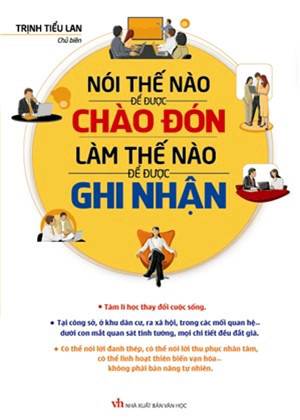 TRỊNH TIỂU LAN
Chủ biên
NÓI THẾ NÀO
ĐỂ ĐƯỢC
CHÀO ĐÓN
LÀM THẾ NÀO
ĐỂ ĐƯỢC
GHI NHẬN
• Tâm lí học thay đổi cuộc sống.
• Tại công sở, ở khu dân cư, ra xã hội, trong các mối quan hệ...
dưới con mắt quan sát tinh tường, mọi chi tiết đều đắt giá.
• Có thể nói lời đanh thép, có thể nói lời thu phục nhân tâm,
có thể linh hoạt thiên biến vạn hóa...
không phải bản năng tự nhiên.
vh NHÀ XUẤT BẢN VĂN HỌC